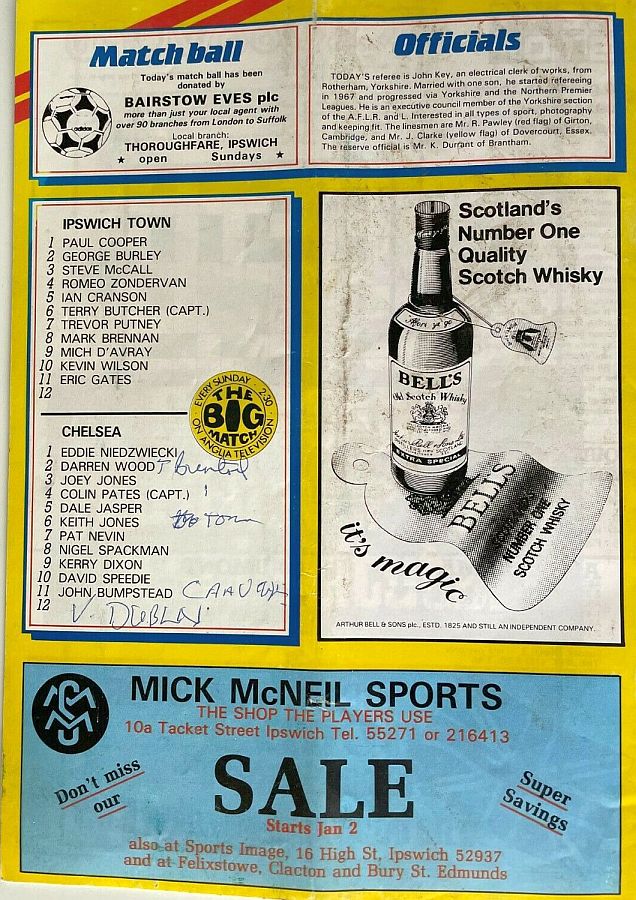 Match ball
Today's match ball has been
donated by
BAIRSTOW EVES plc
more than just your local agent with
over 90 branches from London to Suffolk
Local branch:
THOROUGHFARE, IPSWICH
★ open Sundays ★
adidas
Officials
TODAY'S referee is John Key, an electrical clerk of works, from
Rotherham, Yorkshire. Married with one son, he started refereeing
in 1967 and progressed via Yorkshire and the Northern Premier
Leagues. He is an executive council member of the Yorkshire section
of the A.F.L.R. and L. Interested in all types of sport, photography
and keeping fit. The linesmen are Mr. R. Pawley (red flag) of Girton,
Cambridge, and Mr. J. Clarke (yellow flag) of Dovercourt, Essex.
The reserve official is Mr. K. Durrant of Brantham.
IPSWICH TOWN
1 PAUL COOPER
2 GEORGE BURLEY
3 STEVE McCALL
4 ROMEO ZONDERVAN
5 IAN CRANSON
6 TERRY BUTCHER (CAPT.)
7 TREVOR PUTNEY
8 MARK BRENNAN
9 MICH D'AVRAY
10 KEVIN WILSON
11 ERIC GATES
12
EVERY SUNDAY · 2.30
THE
BIG
MATCH
ON ANGLIA TELEVISION
CHELSEA
1 EDDIE NIEDZWIECKI
2 DARREN WOOD
3 JOEY JONES
4 COLIN PATES (CAPT.)
5 DALE JASPER
6 KEITH JONES
7 PAT NEVIN
8 NIGEL SPACKMAN
9 KERRY DIXON
10 DAVID SPEEDIE
11 JOHN BUMPSTEAD
12
Scotland's
Number One
Quality
Scotch Whisky
Afore ye go
BELL'S
Old Scotch Whisky
EXTRA SPECIAL
BELL'S
SCOTLAND'S
NUMBER ONE
SCOTCH WHISKY
it's magic
ARTHUR BELL & SONS plc., ESTD. 1825 AND STILL AN INDEPENDENT COMPANY.
MICK McNEIL SPORTS
THE SHOP THE PLAYERS USE
10a Tacket Street Ipswich Tel. 55271 or 216413
Don't miss
our
SALE
Starts Jan 2
Super
Savings
also at Sports Image, 16 High St, Ipswich 52937
and at Felixstowe, Clacton and Bury St. Edmunds